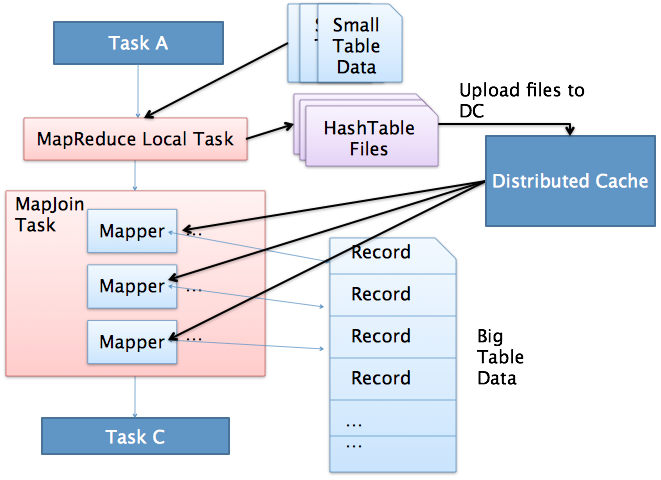 Task A
S
T
Small
Table
Data
Upload files to
DC
MapReduce Local Task
HashTable
Files
Distributed Cache
MapJoin
Task
Mapper
...
Mapper
...
Mapper
...
Record
Record
Record
Record
...
...
Big
Table
Data
Task C